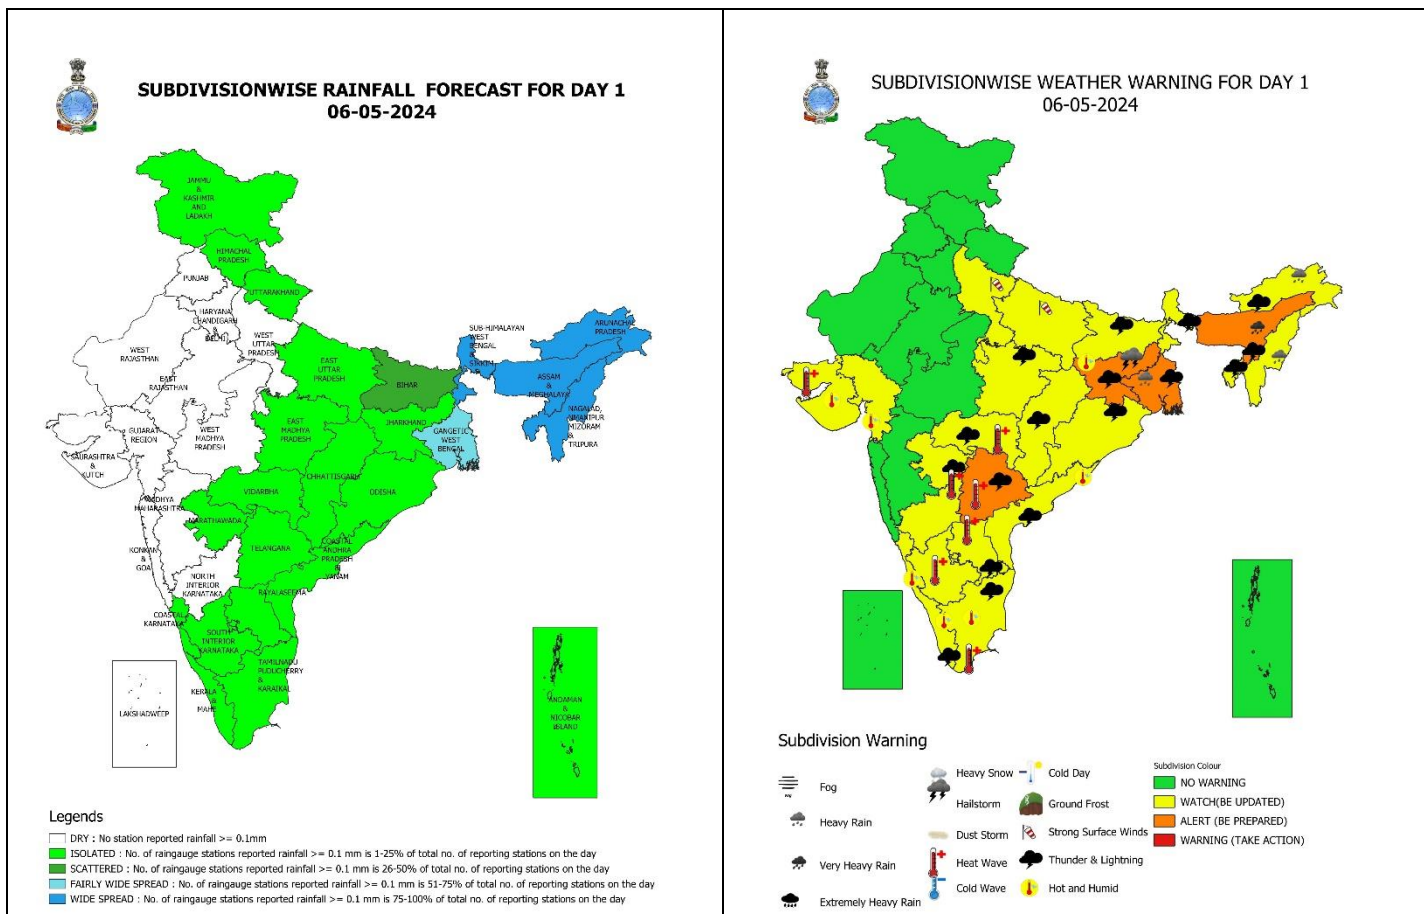 SUBDIVISIONWISE RAINFALL FORECAST FOR DAY 1
06-05-2024
JAMMU
&
KASHMIR
AND
LADAKH
HIMACHAL
PRADESH
PUNJAB
UTTARAKHAND
HARYANA
CHANDIGARH
&
DELHI
WEST
UTTAR
PRADESH
WEST
RAJASTHAN
EAST
RAJASTHAN
EAST
UTTAR
PRADESH
BIHAR
SUB-HIMALAYAN
WEST
BENGAL
&
SIKKIM
ARUNACHAL
PRADESH
ASSAM
&
MEGHALAYA
NAGALAD,
MANIPUR
MIZORAM
&
TRIPURA
GUJARAT
REGION
WEST
MADHYA
PRADESH
EAST
MADHYA
PRADESH
JHARKHAND
GANGETIC
WEST
BENGAL
SAURASHTRA
&
KUTCH
CHHATTISGARH
ODISHA
VIDARBHA
MADHYA
MAHARASHTRA
MARATHAWADA
TELANGANA
COASTAL
ANDHRA
PRADESH
&
YANAM
KONKAN
&
GOA
NORTH
INTERIOR
KARNATAKA
RAYALASEEMA
COASTAL
KARNATAKA
SOUTH
INTERIOR
KARNATAKA
TAMILNADU
PUDUCHERRY
&
KARAIKAL
KERALA
&
MAHE
LAKSHADWEEP
ANDAMAN
&
NICOBAR
ISLAND
Legends
DRY : No station reported rainfall >= 0.1mm
ISOLATED : No. of raingauge stations reported rainfall >= 0.1 mm is 1-25% of total no. of reporting stations on the day
SCATTERED : No. of raingauge stations reported rainfall >= 0.1 mm is 26-50% of total no. of reporting stations on the day
FAIRLY WIDE SPREAD : No. of raingauge stations reported rainfall >= 0.1 mm is 51-75% of total no. of reporting stations on the day
WIDE SPREAD : No. of raingauge stations reported rainfall >= 0.1 mm is 75-100% of total no. of reporting stations on the day
SUBDIVISIONWISE WEATHER WARNING FOR DAY 1
06-05-2024
Subdivision Warning
Fog
Heavy Rain
Very Heavy Rain
Extremely Heavy Rain
Heavy Snow
Hailstorm
Dust Storm
Heat Wave
Cold Wave
Cold Day
Ground Frost
Strong Surface Winds
Thunder & Lightning
Hot and Humid
Subdivision Colour
NO WARNING
WATCH(BE UPDATED)
ALERT (BE PREPARED)
WARNING (TAKE ACTION)